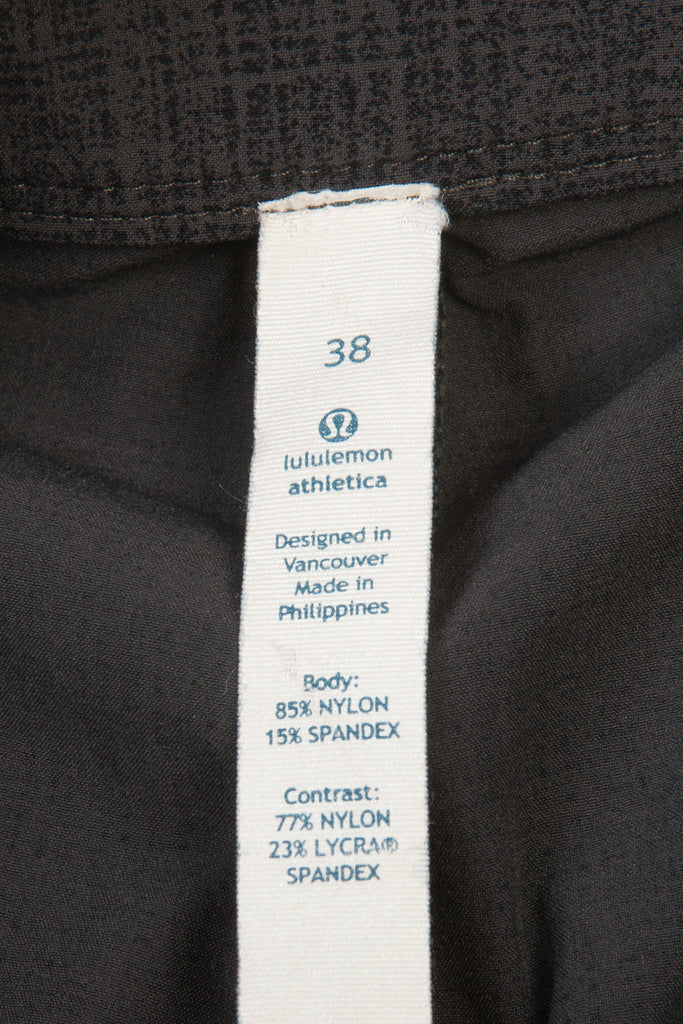 38
lululemon
athletica
Designed in
Vancouver
Made in
Philippines
Body:
85% NYLON
15% SPANDEX
Contrast:
77% NYLON
23% LYCRA®
SPANDEX